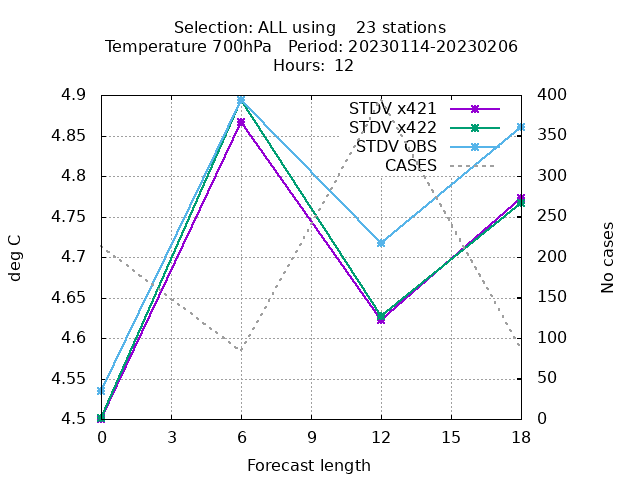 Selection: ALL using    23 stations
Temperature 700hPa   Period: 20230114-20230206
Hours: 12
4.9
4.85
4.8
4.75
4.7
4.65
4.6
4.55
4.5
deg C
STDV x421
STDV x422
STDV OBS
CASES
400
350
300
250
200
150
100
50
0
No cases
0 3 6 9 12 15 18
Forecast length